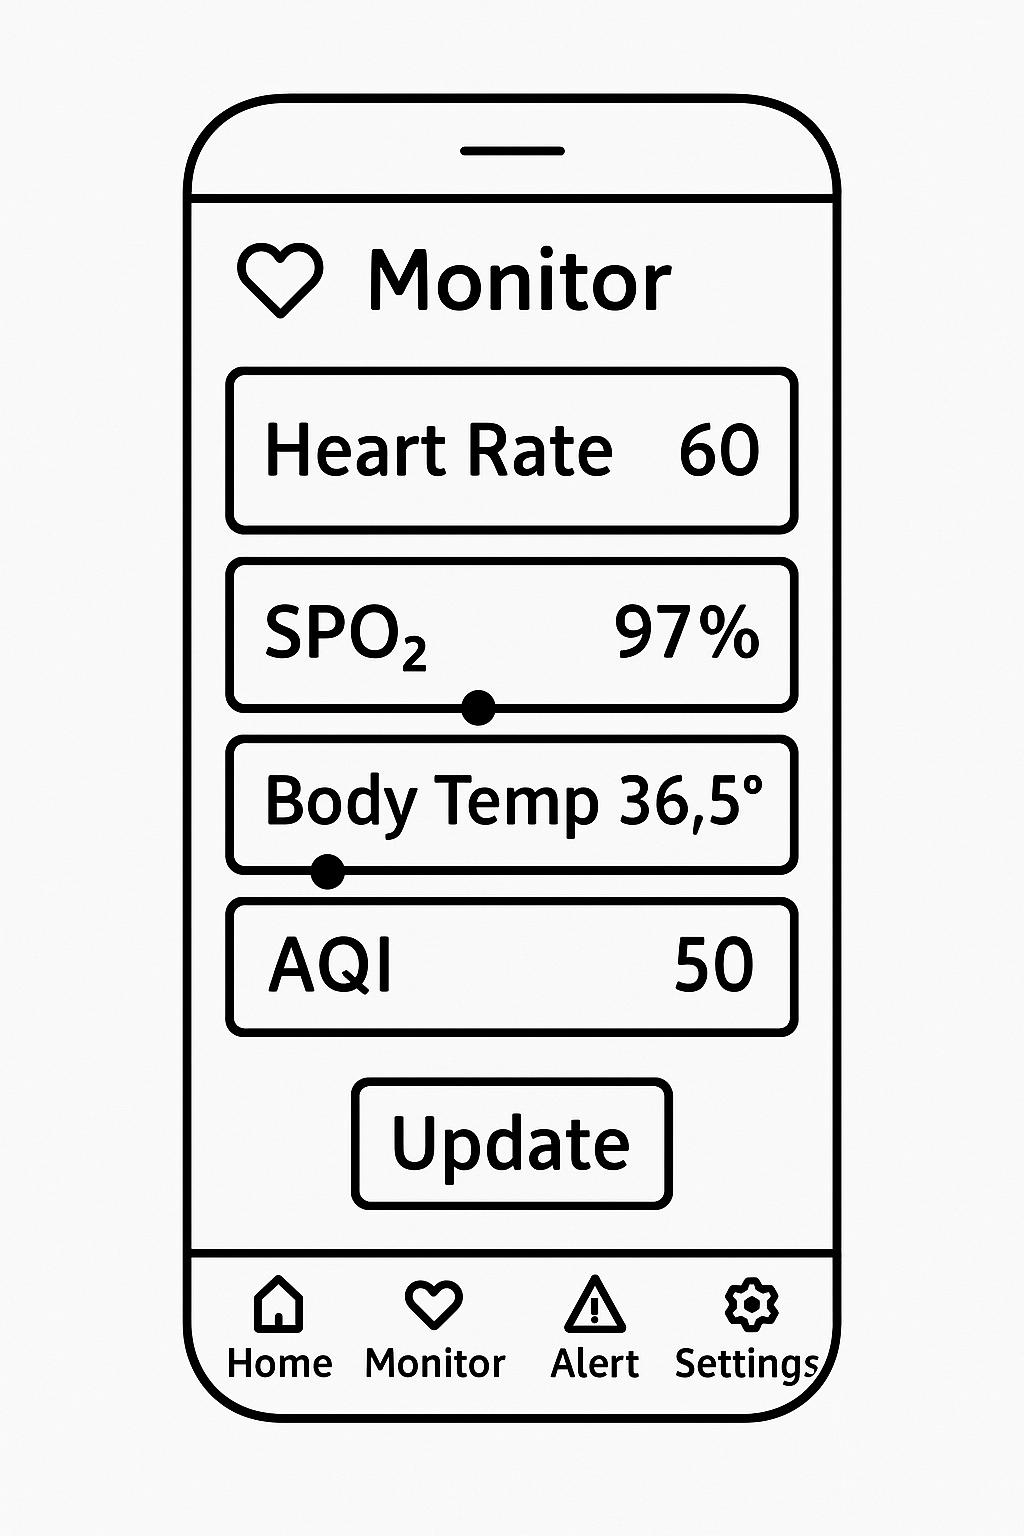 Monitor
Heart Rate 60
SPO₂ 97%
Body Temp 36,5°
AQI 50
Update
Home Monitor Alert Settings